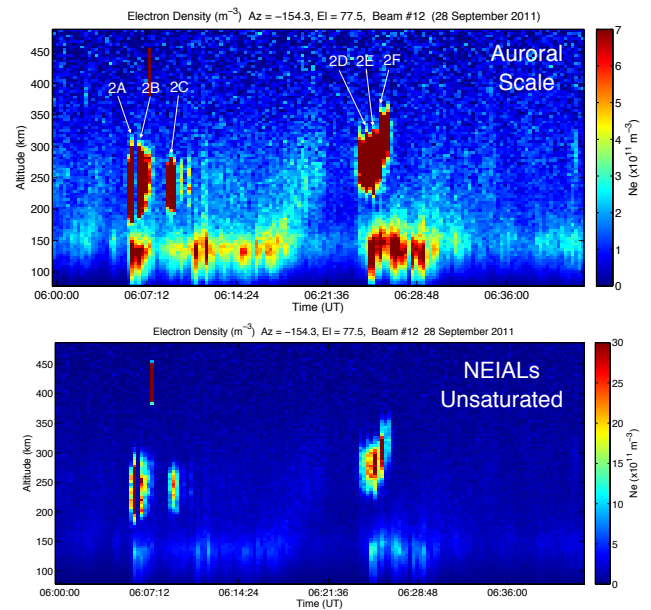 Electron Density (m⁻³)  Az = −154.3, El = 77.5,  Beam #12  (28 September 2011)
450
400
350
300
250
200
150
100
Altitude (km)
2A
2B
2C
2D
2E
2F
Auroral
Scale
7
6
5
4
3
2
1
0
Ne (x10¹¹ m⁻³)
06:00:00 06:07:12 06:14:24 06:21:36 06:28:48 06:36:00
Time (UT)
Electron Density (m⁻³)  Az = −154.3, El = 77.5,  Beam #12  28 September 2011
450
400
350
300
250
200
150
100
Altitude (km)
NEIALs
Unsaturated
30
25
20
15
10
5
0
Ne (x10¹¹ m⁻³)
06:00:00 06:07:12 06:14:24 06:21:36 06:28:48 06:36:00
Time (UT)